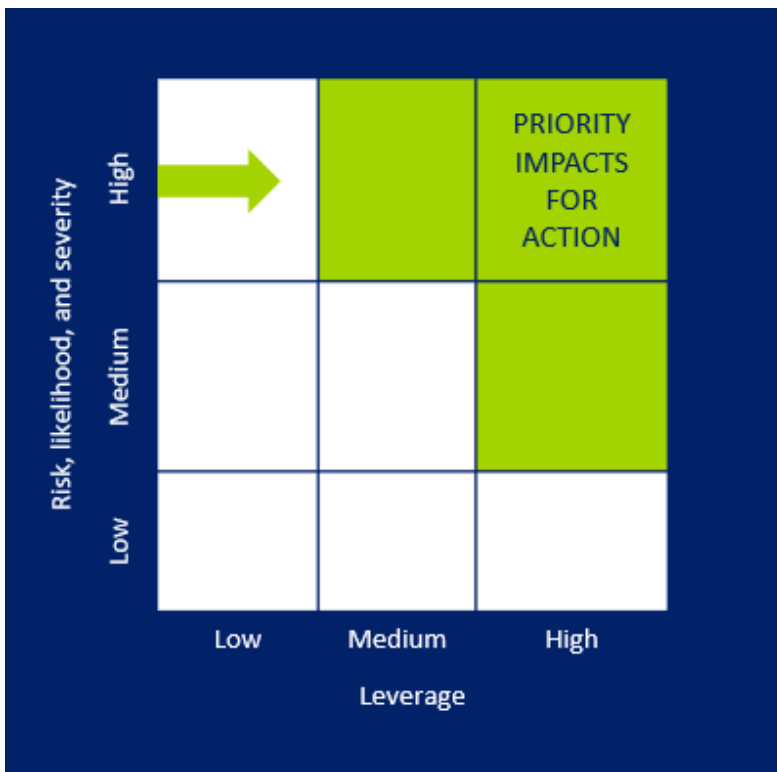 PRIORITY
IMPACTS
FOR
ACTION
Risk, likelihood, and severity
High
Medium
Low
Low
Medium
High
Leverage